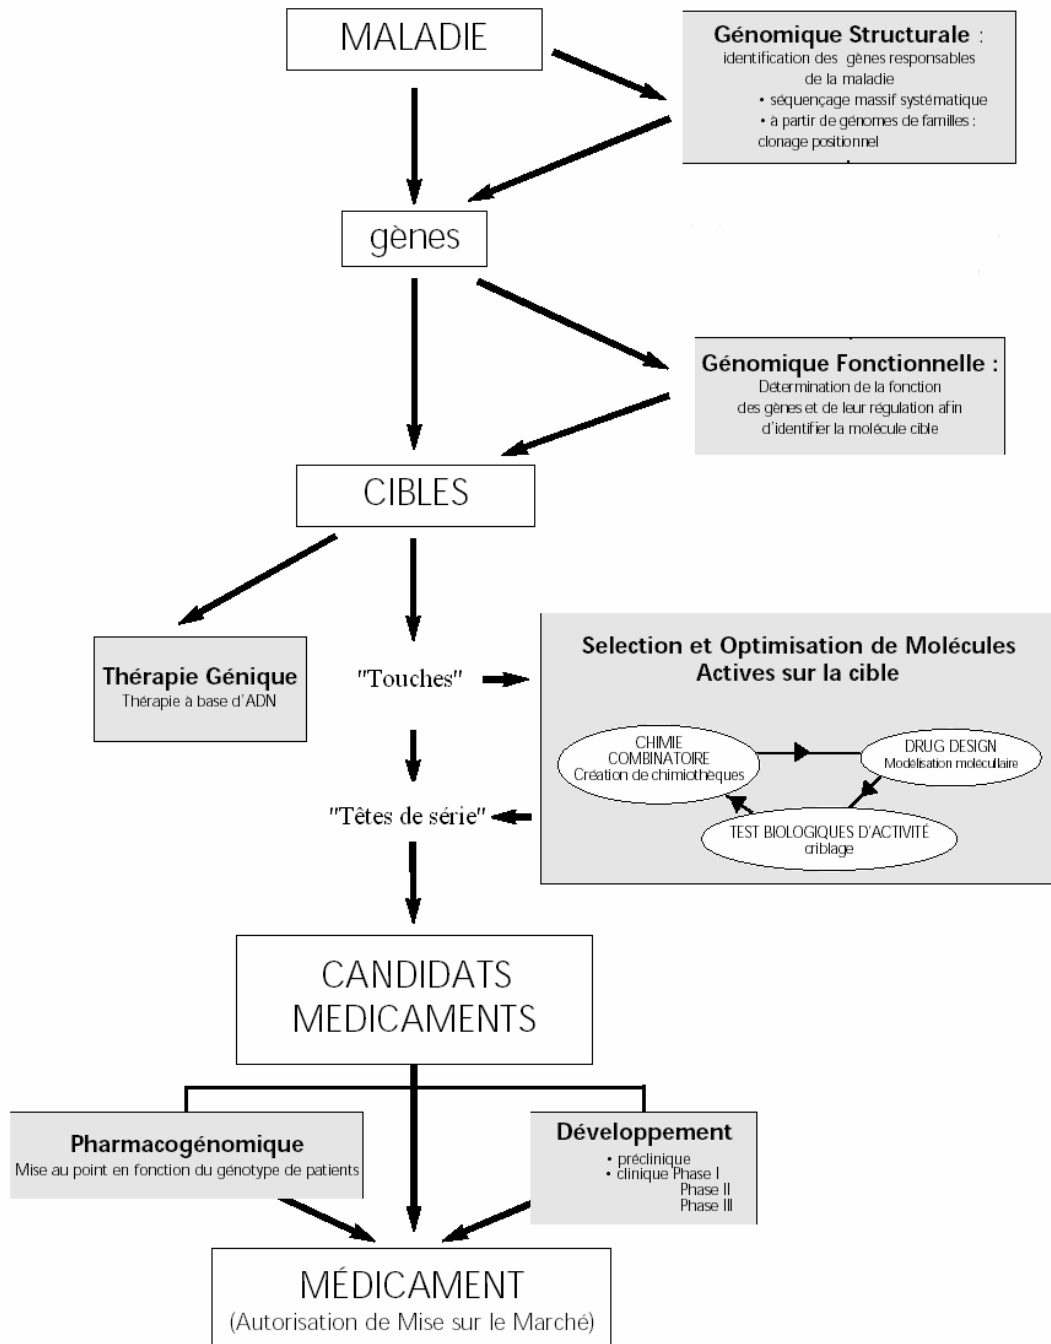 MALADIE
Génomique Structurale :
identification des gènes responsables
de la maladie
• séquençage massif systématique
• à partir de génomes de familles :
clonage positionnel
gènes
Génomique Fonctionnelle :
Détermination de la fonction
des gènes et de leur régulation afin
d'identifier la molécule cible
CIBLES
Thérapie Génique
Thérapie à base d'ADN
"Touches"
Selection et Optimisation de Molécules
Actives sur la cible
CHIMIE
COMBINATOIRE
Création de chimiothèques
DRUG DESIGN
Modélisation molécullaire
TEST BIOLOGIQUES D'ACTIVITÉ
criblage
"Têtes de série"
CANDIDATS
MEDICAMENTS
Pharmacogénomique
Mise au point en fonction du génotype de patients
Développement
• préclinique
• clinique Phase I
Phase II
Phase III
MÉDICAMENT
(Autorisation de Mise sur le Marché)